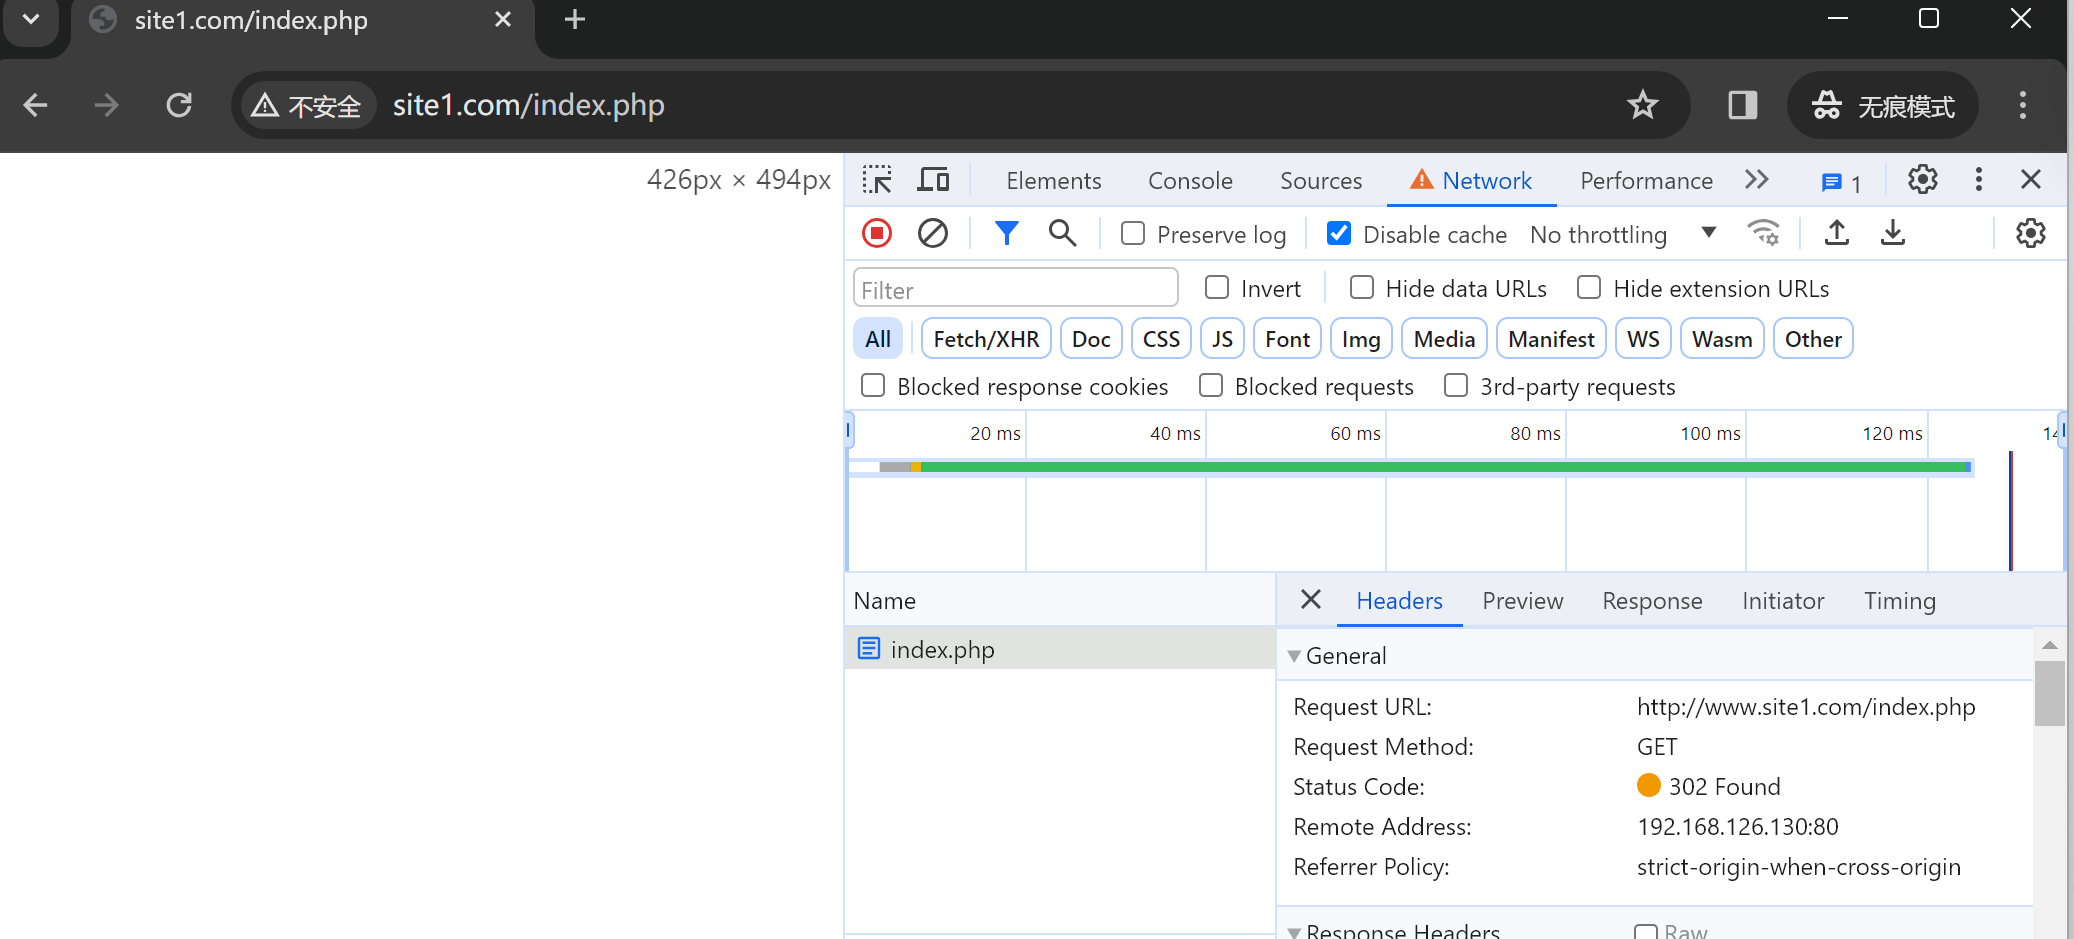 site1.com/index.php
不安全 site1.com/index.php 无痕模式
426px × 494px
Elements Console Sources Network Performance 1
Preserve log Disable cache No throttling
Filter Invert Hide data URLs Hide extension URLs
All Fetch/XHR Doc CSS JS Font Img Media Manifest WS Wasm Other
Blocked response cookies Blocked requests 3rd-party requests
20 ms 40 ms 60 ms 80 ms 100 ms 120 ms
Name Headers Preview Response Initiator Timing
index.php
General
Request URL: http://www.site1.com/index.php
Request Method: GET
Status Code: 302 Found
Remote Address: 192.168.126.130:80
Referrer Policy: strict-origin-when-cross-origin
Response Headers Raw